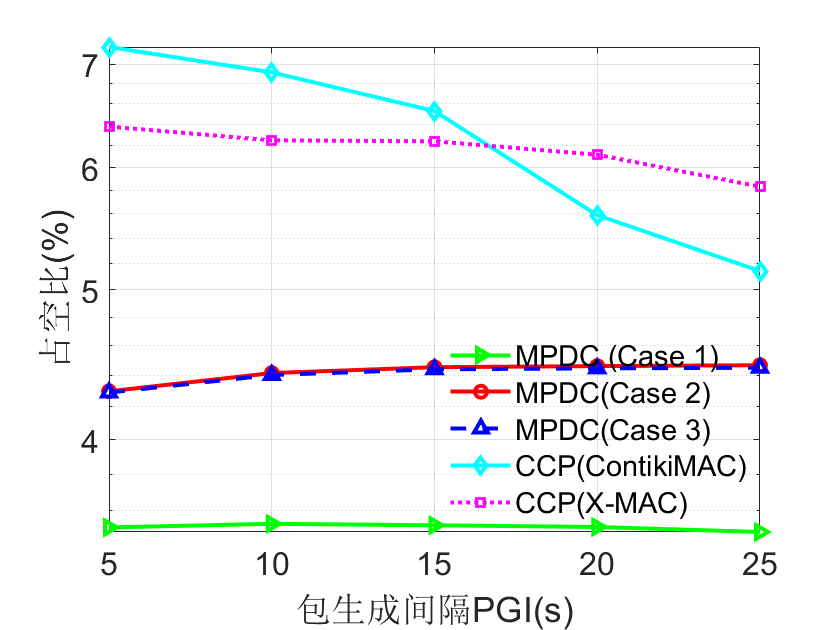 7
6
5
4
占空比(%)
MPDC (Case 1)
MPDC(Case 2)
MPDC(Case 3)
CCP(ContikiMAC)
CCP(X-MAC)
5 10 15 20 25
包生成间隔PGI(s)